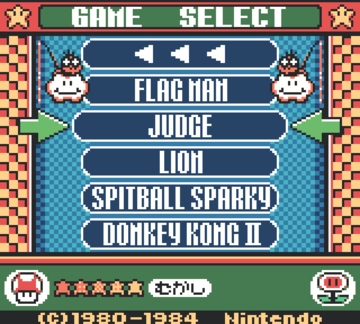 GAME SELECT
FLAG MAN
JUDGE
LION
SPITBALL SPARKY
DONKEY KONG II
むかし
(C)1980-1984 Nintendo